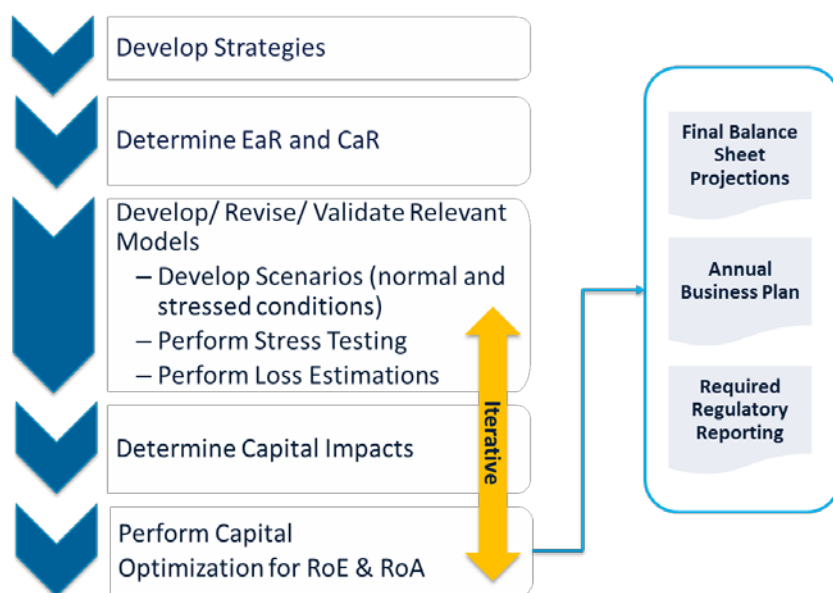 Develop Strategies
Determine EaR and CaR
Develop/ Revise/ Validate Relevant
Models
– Develop Scenarios (normal and
stressed conditions)
– Perform Stress Testing
– Perform Loss Estimations
Determine Capital Impacts
Perform Capital
Optimization for RoE & RoA
Iterative
Final Balance
Sheet
Projections
Annual
Business Plan
Required
Regulatory
Reporting